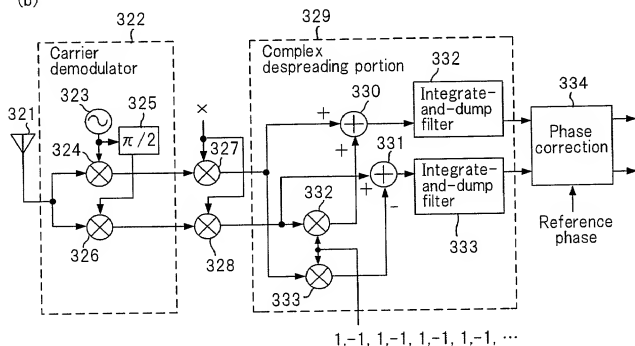 (b)
322
329
Carrier
demodulator
Complex
despreading portion
332
321
323
325
π/2
×
330
Integrate-
and-dump
filter
334
324
327
+
+
331
Phase
correction
+
-
Integrate-
and-dump
filter
332
326
328
333
333
Reference
phase
1,-1, 1,-1, 1,-1, 1,-1, ···